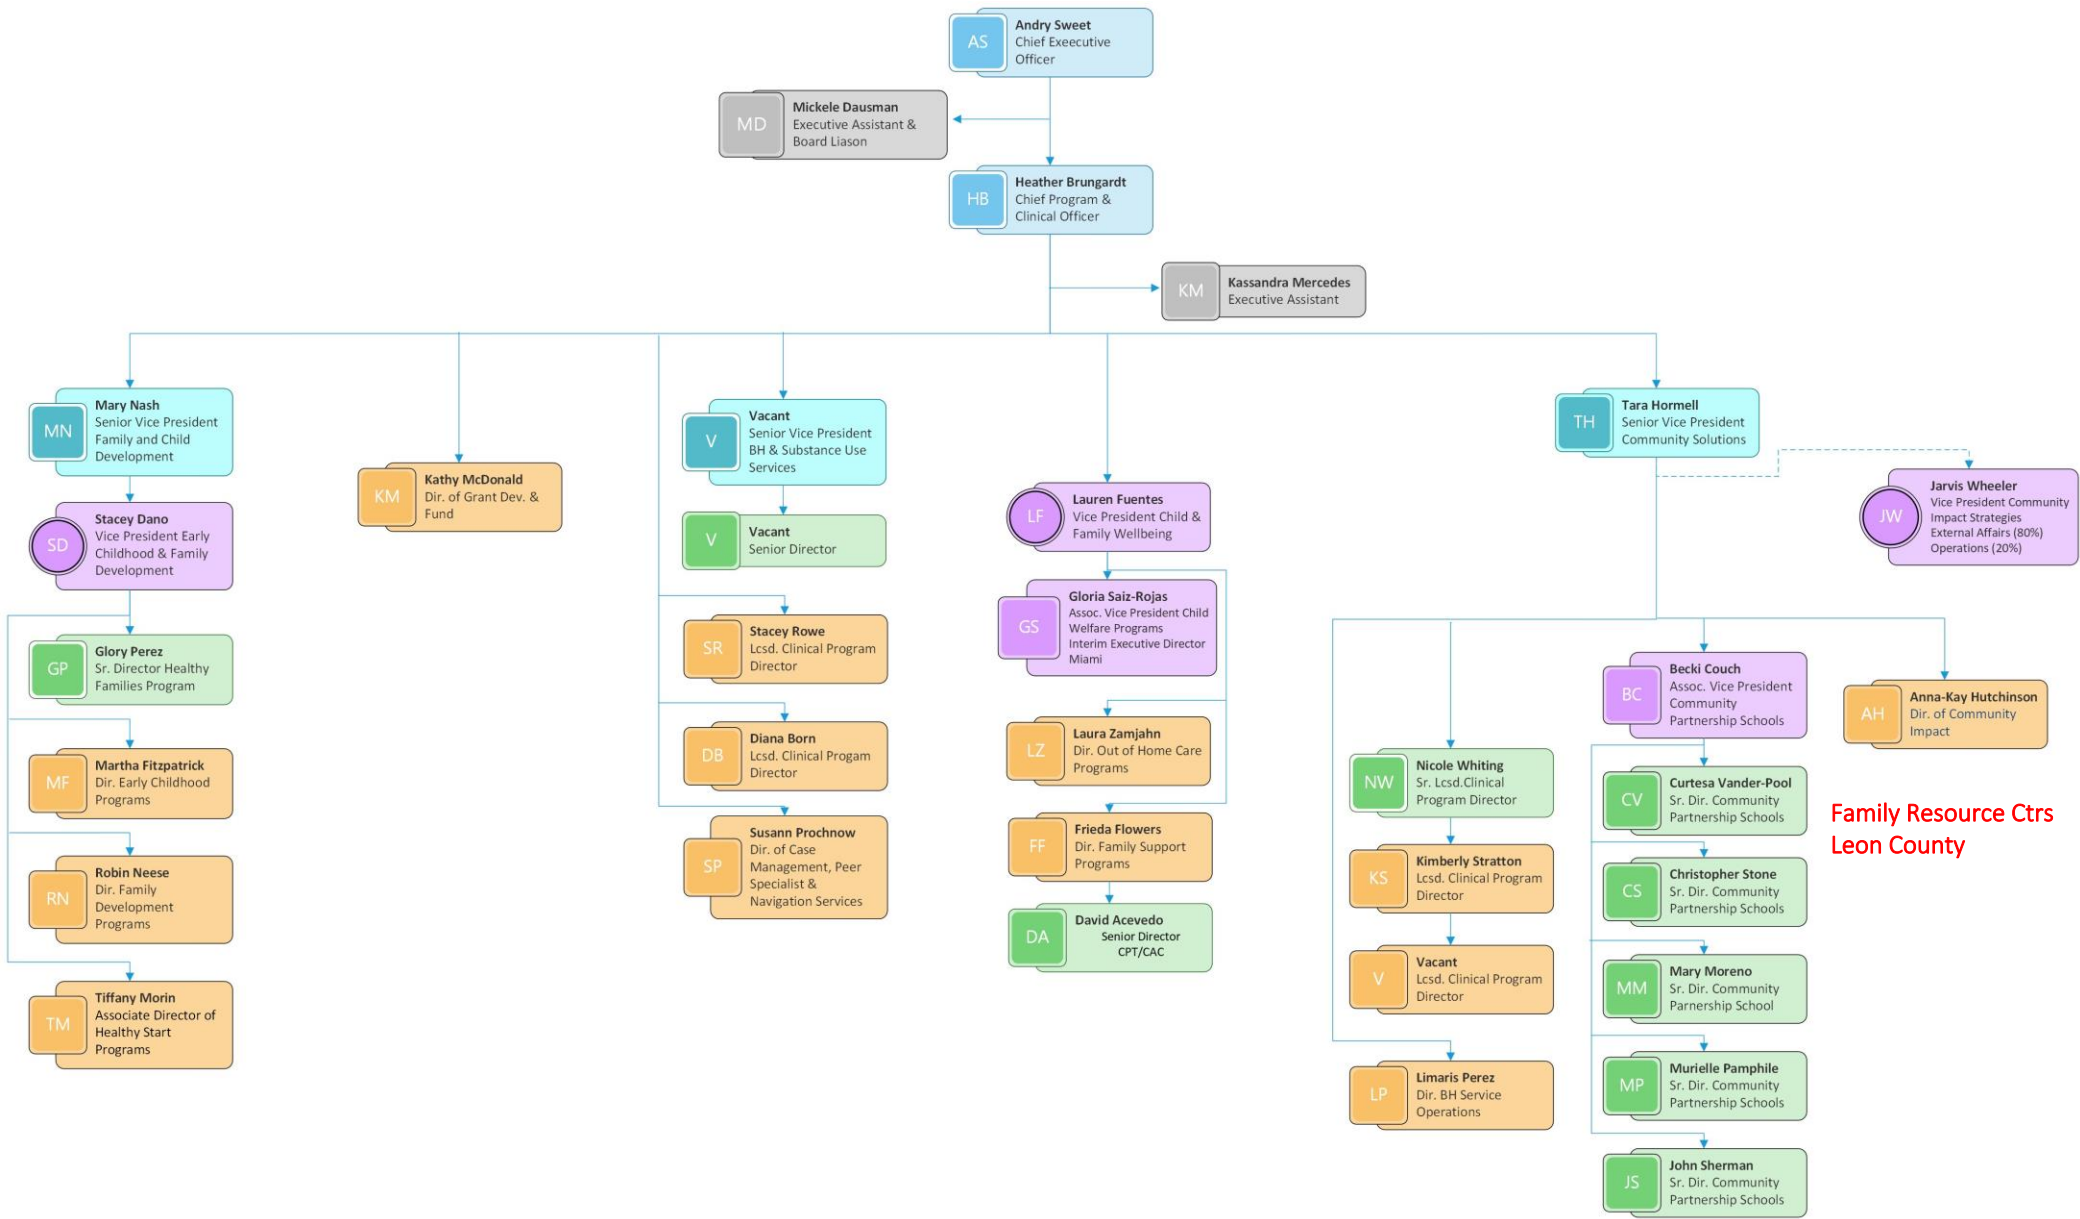 AS
Andry Sweet
Chief Exeecutive
Officer
MD
Mickele Dausman
Executive Assistant &
Board Liason
HB
Heather Brungardt
Chief Program &
Clinical Officer
KM
Kassandra Mercedes
Executive Assistant
MN
Mary Nash
Senior Vice President
Family and Child
Development
SD
Stacey Dano
Vice President Early
Childhood & Family
Development
GP
Glory Perez
Sr. Director Healthy
Families Program
MF
Martha Fitzpatrick
Dir. Early Childhood
Programs
RN
Robin Neese
Dir. Family
Development
Programs
TM
Tiffany Morin
Associate Director of
Healthy Start
Programs
KM
Kathy McDonald
Dir. of Grant Dev. &
Fund
V
Vacant
Senior Vice President
BH & Substance Use
Services
V
Vacant
Senior Director
SR
Stacey Rowe
Lcsd. Clinical Program
Director
DB
Diana Born
Lcsd. Clinical Progam
Director
SP
Susann Prochnow
Dir. of Case
Management, Peer
Specialist &
Navigation Services
LF
Lauren Fuentes
Vice President Child &
Family Wellbeing
GS
Gloria Saiz-Rojas
Assoc. Vice President Child
Welfare Programs
Interim Executive Director
Miami
LZ
Laura Zamjahn
Dir. Out of Home Care
Programs
FF
Frieda Flowers
Dir. Family Support
Programs
DA
David Acevedo
Senior Director
CPT/CAC
TH
Tara Hormell
Senior Vice President
Community Solutions
JW
Jarvis Wheeler
Vice President Community
Impact Strategies
External Affairs (80%)
Operations (20%)
NW
Nicole Whiting
Sr. Lcsd.Clinical
Program Director
KS
Kimberly Stratton
Lcsd. Clinical Program
Director
V
Vacant
Lcsd. Clinical Program
Director
LP
Limaris Perez
Dir. BH Service
Operations
BC
Becki Couch
Assoc. Vice President
Community
Partnership Schools
CV
Curtesa Vander-Pool
Sr. Dir. Community
Partnership Schools
CS
Christopher Stone
Sr. Dir. Community
Partnership Schools
MM
Mary Moreno
Sr. Dir. Community
Parnership School
MP
Murielle Pamphile
Sr. Dir. Community
Partnership Schools
JS
John Sherman
Sr. Dir. Community
Partnership Schools
AH
Anna-Kay Hutchinson
Dir. of Community
Impact
Family Resource Ctrs
Leon County